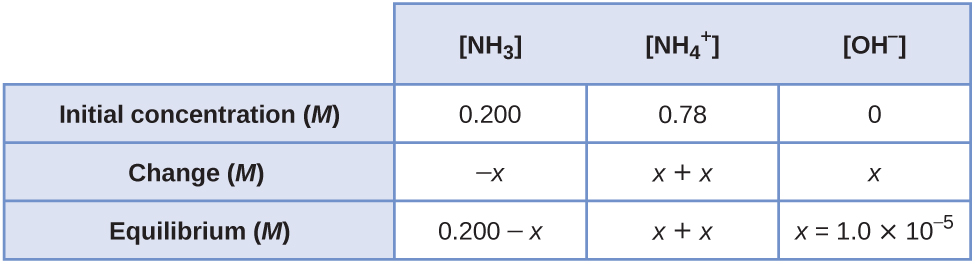 [NH₃] [NH₄⁺] [OH⁻]
Initial concentration (M) 0.200 0.78 0
Change (M) −x x + x x
Equilibrium (M) 0.200 − x x + x x = 1.0 × 10⁻⁵